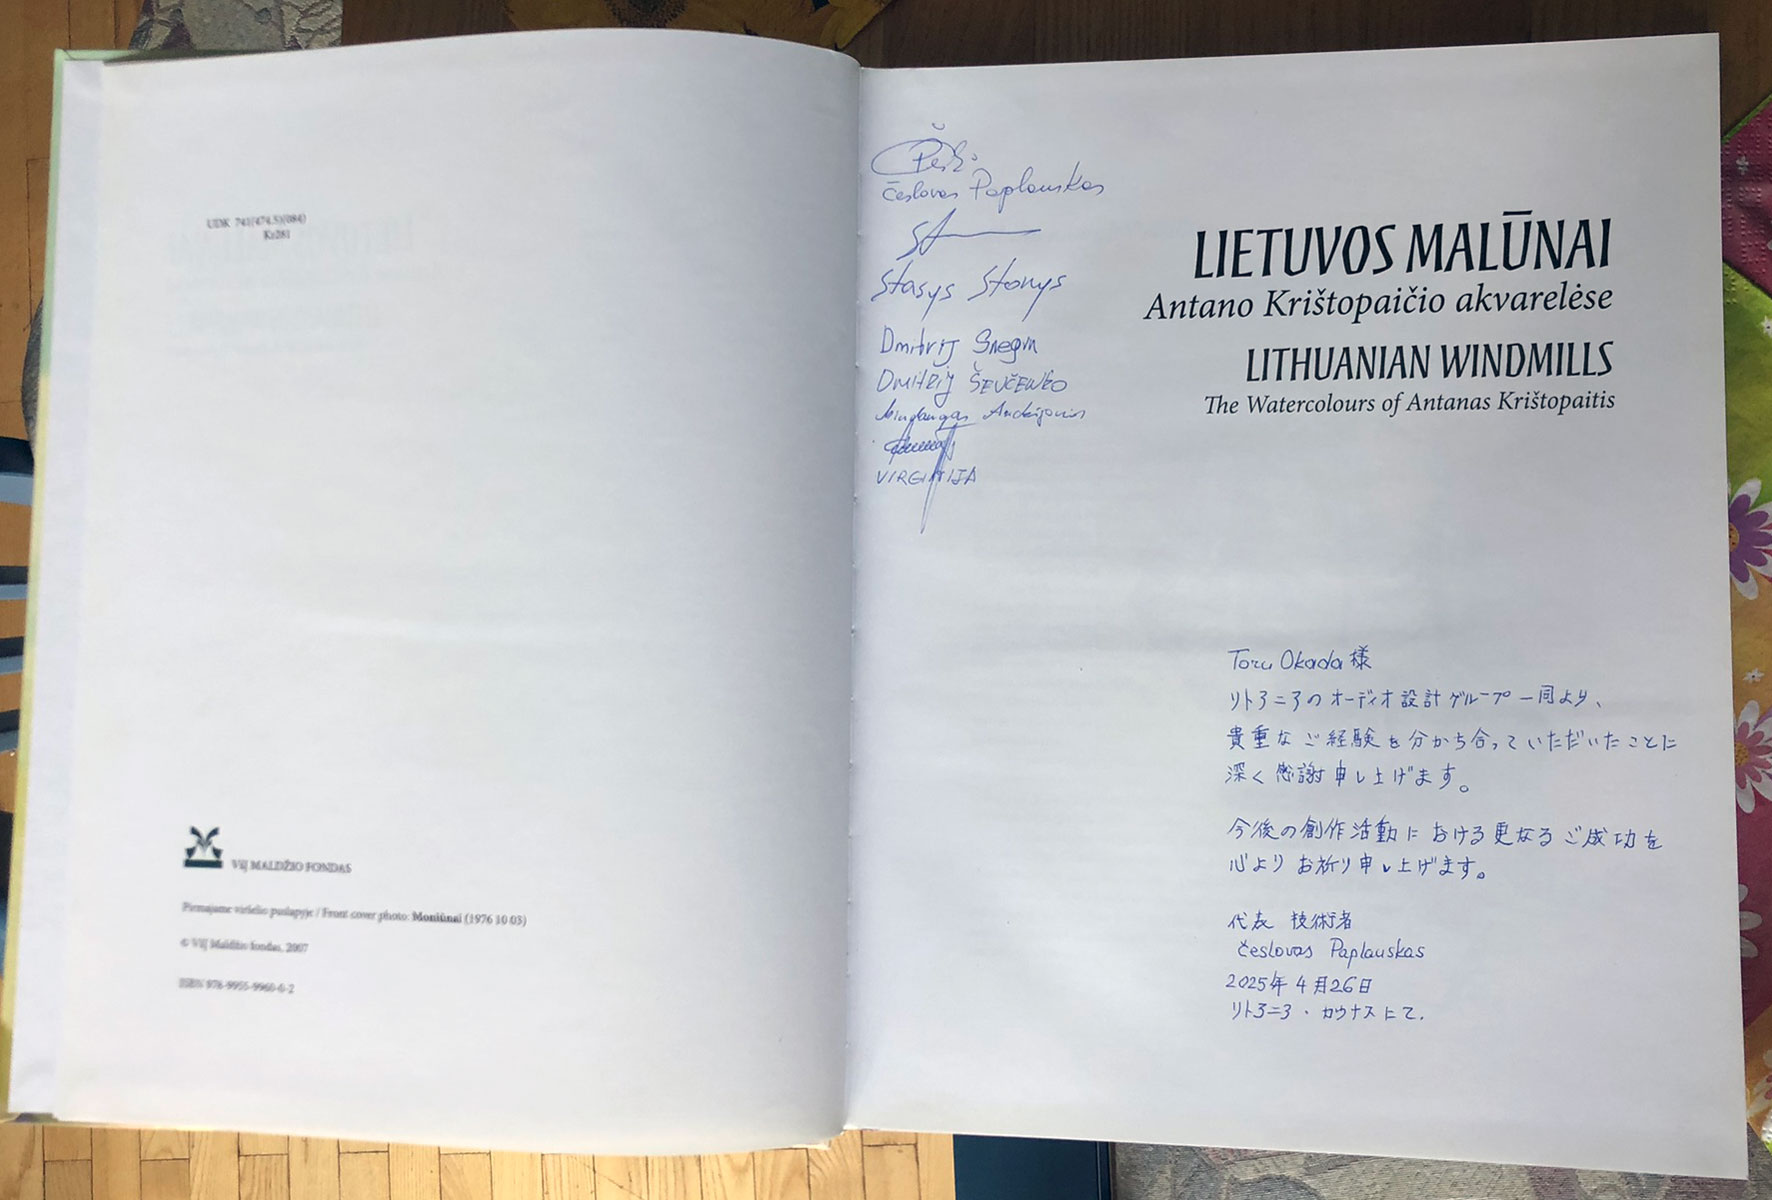 UDK 741(474.5)(084)
Kr281
VšĮ MALDŽIO FONDAS
Pirmajame viršelio puslapyje / Front cover photo: Moniūnai (1976 10 03)
© VšĮ Maldžio fondas, 2007
ISBN 978-9955-9960-6-2
Česlovas Paplauskas
Stasys Stonys
Dmitrij Snegin
Dmitrij ŠEVČENKO
Mindaugas
VIRGINIJA
LIETUVOS MALŪNAI
Antano Krištopaičio akvarelėse
LITHUANIAN WINDMILLS
The Watercolours of Antanas Krištopaitis
Toru Okada 様
リトアニアのオーディオ設計グループ一同より、
貴重なご経験を分かち合っていただいたことに
深く感謝申し上げます。
今後の創作活動における更なるご成功を
心よりお祈り申し上げます。
代表 技術者
Česlovas Paplauskas
2025年4月26日
リトアニア・カウナスにて.